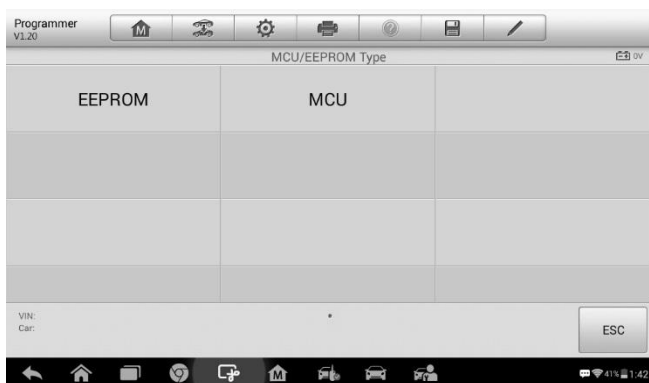 Programmer
V1.20
M
MCU/EEPROM Type
0V
EEPROM
MCU
VIN:
Car:
ESC
M
41%
1:42